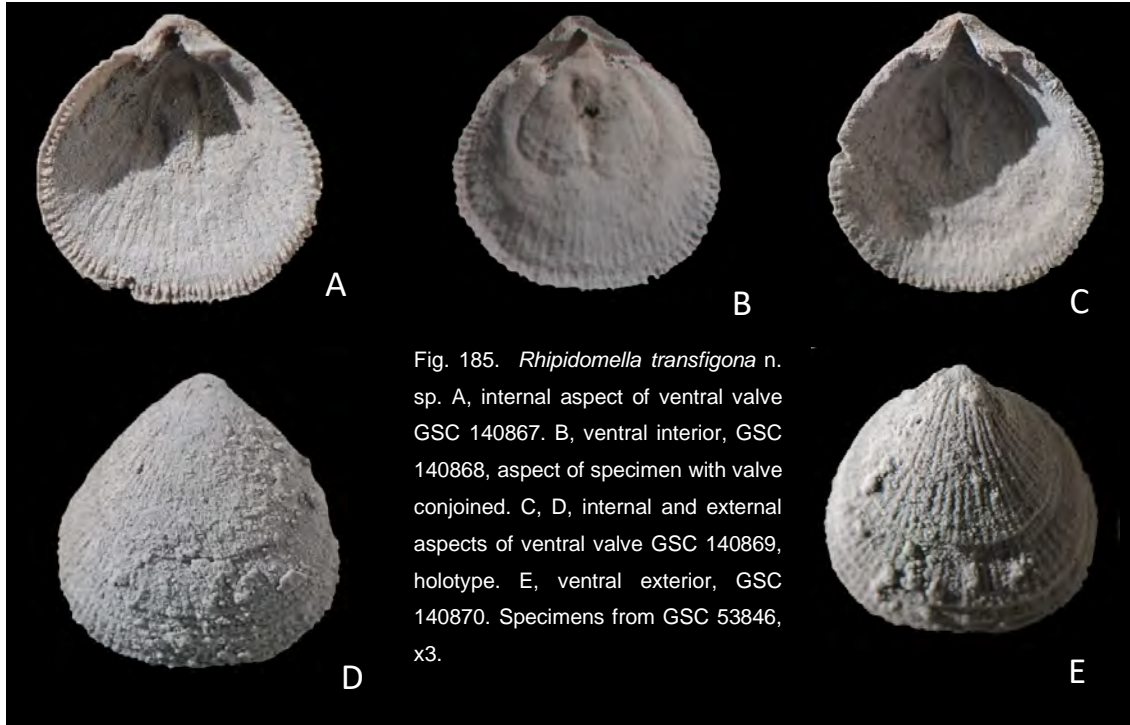 A
B
C
Fig. 185. Rhipidomella transfigona n.
sp. A, internal aspect of ventral valve
GSC 140867. B, ventral interior, GSC
140868, aspect of specimen with valve
conjoined. C, D, internal and external
aspects of ventral valve GSC 140869,
holotype. E, ventral exterior, GSC
140870. Specimens from GSC 53846,
x3.
D
E